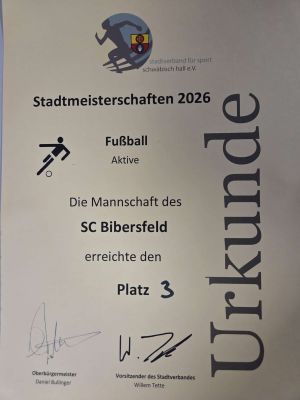 stadtverband für sport
schwäbisch hall e.V.
Stadtmeisterschaften 2026
Fußball
Aktive
Die Mannschaft des
SC Bibersfeld
erreichte den
Platz 3
Urkunde
Oberbürgermeister
Daniel Bullinger
Vorsitzender des Stadtverbandes
Willem Tette